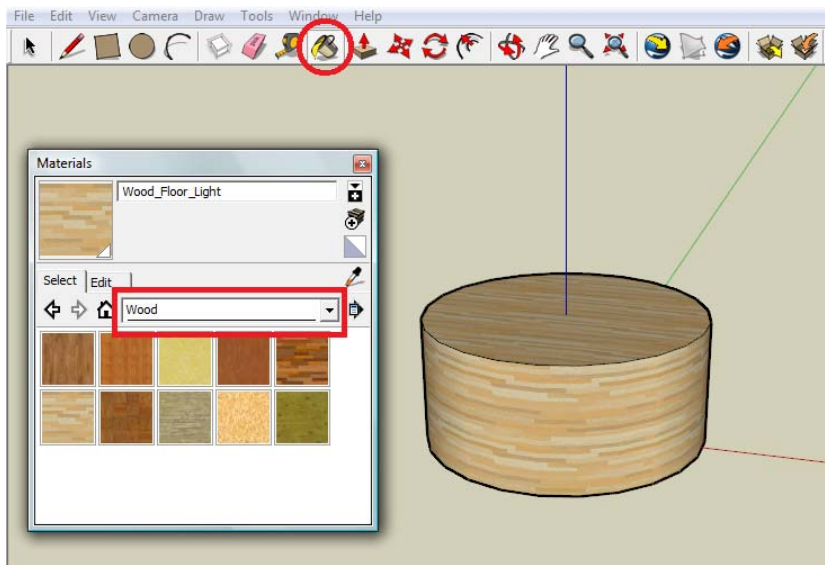 File Edit View Camera Draw Tools Window Help
Materials
Wood_Floor_Light
Select Edit
Wood